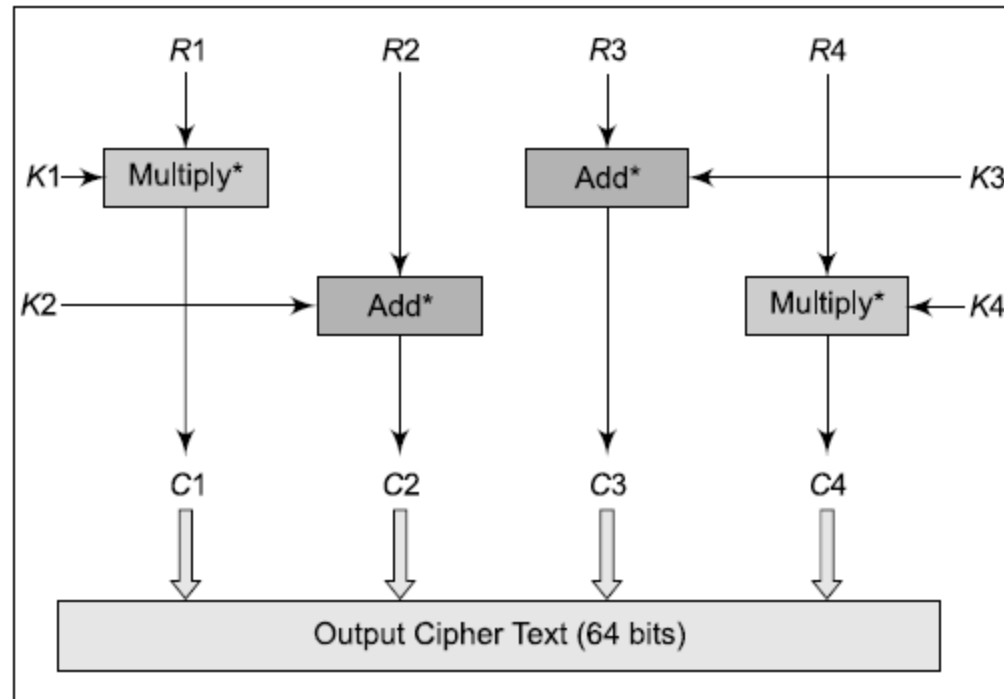 R1 R2 R3 R4
K1 Multiply* Add* K3
K2 Add* Multiply* K4
C1 C2 C3 C4
Output Cipher Text (64 bits)